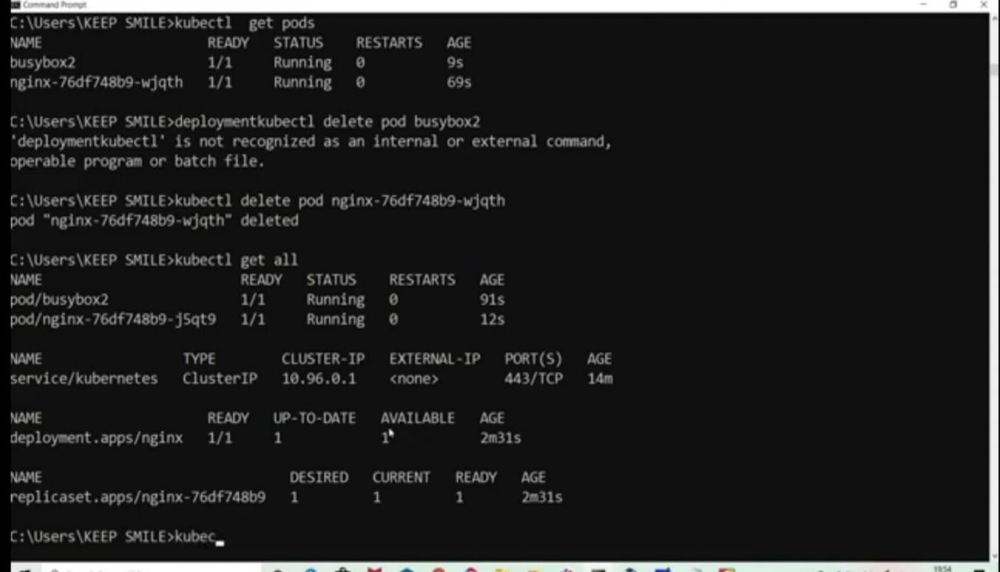 Command Prompt
C:\Users\KEEP SMILE>kubectl  get pods
NAME                    READY   STATUS    RESTARTS   AGE
busybox2                1/1     Running   0          9s
nginx-76df748b9-wjqth   1/1     Running   0          69s
C:\Users\KEEP SMILE>deploymentkubectl delete pod busybox2
'deploymentkubectl' is not recognized as an internal or external command,
operable program or batch file.
C:\Users\KEEP SMILE>kubectl delete pod nginx-76df748b9-wjqth
pod "nginx-76df748b9-wjqth" deleted
C:\Users\KEEP SMILE>kubectl get all
NAME                        READY   STATUS    RESTARTS   AGE
pod/busybox2                1/1     Running   0          91s
pod/nginx-76df748b9-j5qt9   1/1     Running   0          12s
NAME                 TYPE        CLUSTER-IP   EXTERNAL-IP   PORT(S)   AGE
service/kubernetes   ClusterIP   10.96.0.1    <none>        443/TCP   14m
NAME                    READY   UP-TO-DATE   AVAILABLE   AGE
deployment.apps/nginx   1/1     1            1           2m31s
NAME                              DESIRED   CURRENT   READY   AGE
replicaset.apps/nginx-76df748b9   1         1         1       2m31s
C:\Users\KEEP SMILE>kubec
19:54